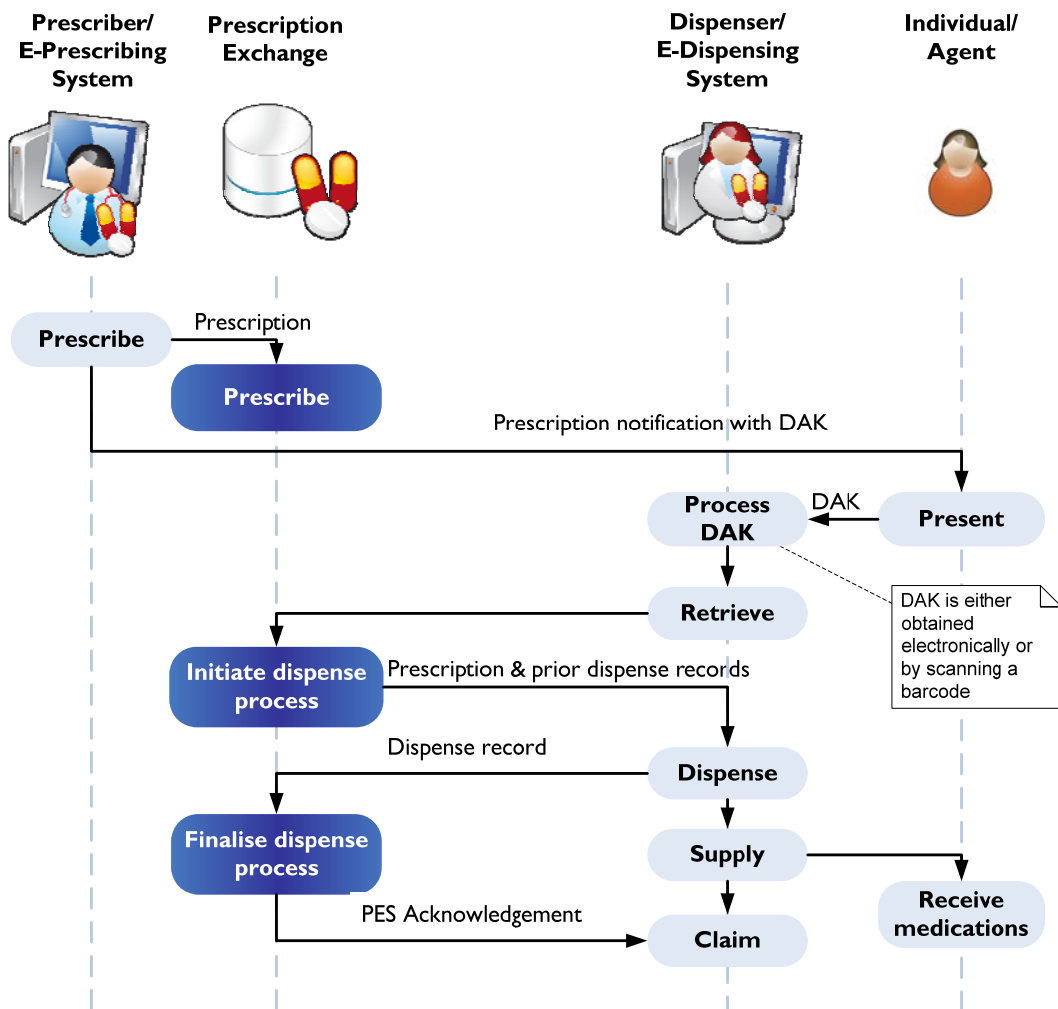 Prescriber/
E-Prescribing
System
Prescription
Exchange
Dispenser/
E-Dispensing
System
Individual/
Agent
Prescribe
Prescription
Prescribe
Prescription notification with DAK
Process
DAK
DAK
Present
Retrieve
DAK is either
obtained
electronically or
by scanning a
barcode
Initiate dispense
process
Prescription & prior dispense records
Dispense record
Dispense
Finalise dispense
process
Supply
PES Acknowledgement
Claim
Receive
medications